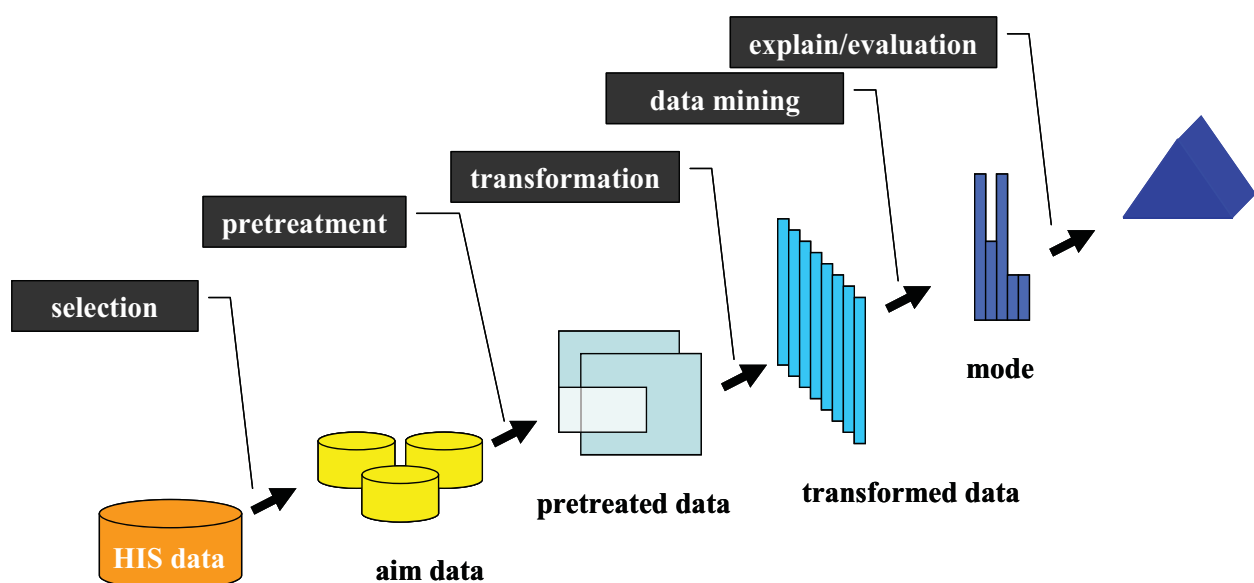 explain/evaluation
data mining
transformation
pretreatment
selection
mode
transformed data
pretreated data
HIS data
aim data